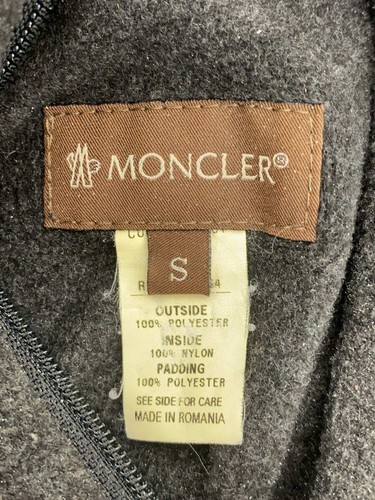 MONCLER®
S
OUTSIDE
100% POLYESTER
INSIDE
100% NYLON
PADDING
100% POLYESTER
SEE SIDE FOR CARE
MADE IN ROMANIA